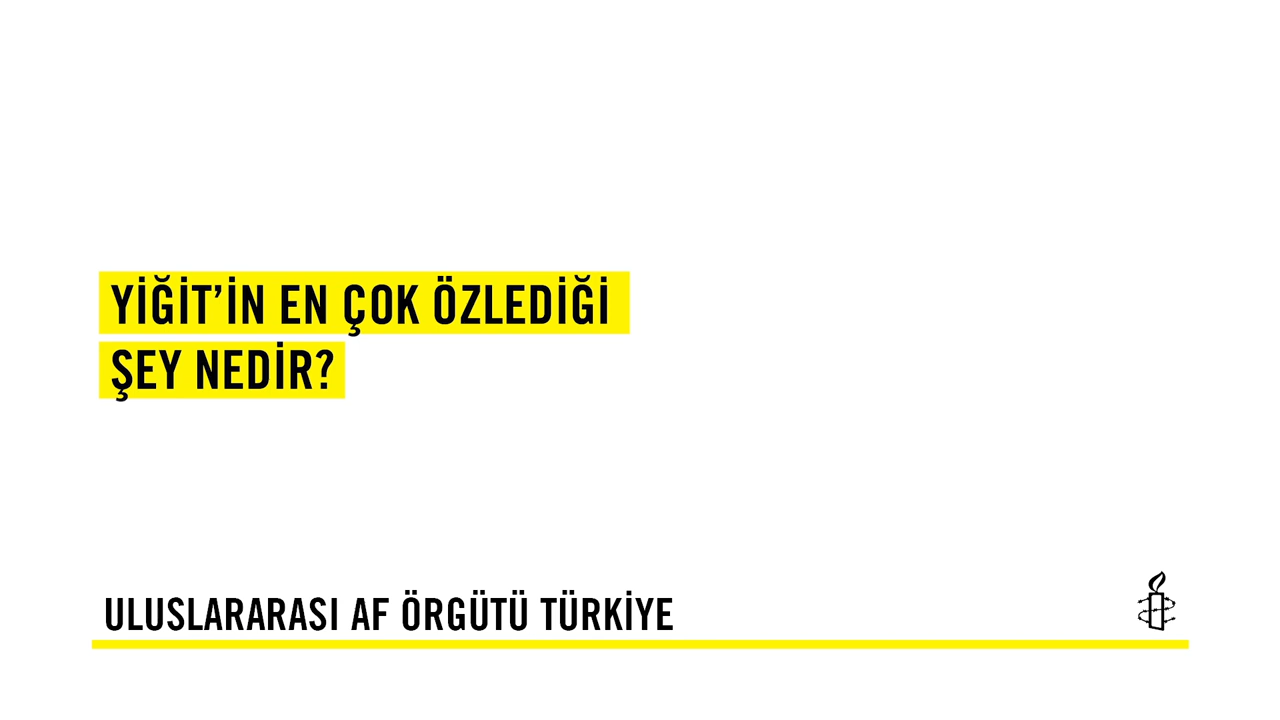 YİĞİT'İN EN ÇOK ÖZLEDİĞİ
ŞEY NEDİR?
ULUSLARARASI AF ÖRGÜTÜ TÜRKİYE